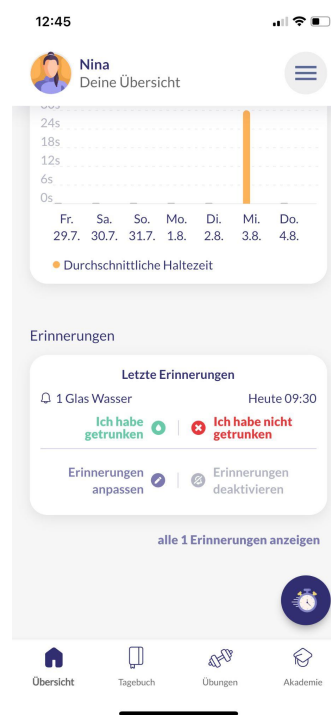 12:45
Nina
Deine Übersicht
24s
18s
12s
6s
0s
Fr. Sa. So. Mo. Di. Mi. Do.
29.7. 30.7. 31.7. 1.8. 2.8. 3.8. 4.8.
Durchschnittliche Haltezeit
Erinnerungen
Letzte Erinnerungen
1 Glas Wasser Heute 09:30
Ich habe Ich habe nicht
getrunken getrunken
Erinnerungen Erinnerungen
anpassen deaktivieren
alle 1 Erinnerungen anzeigen
Übersicht Tagebuch Übungen Akademie